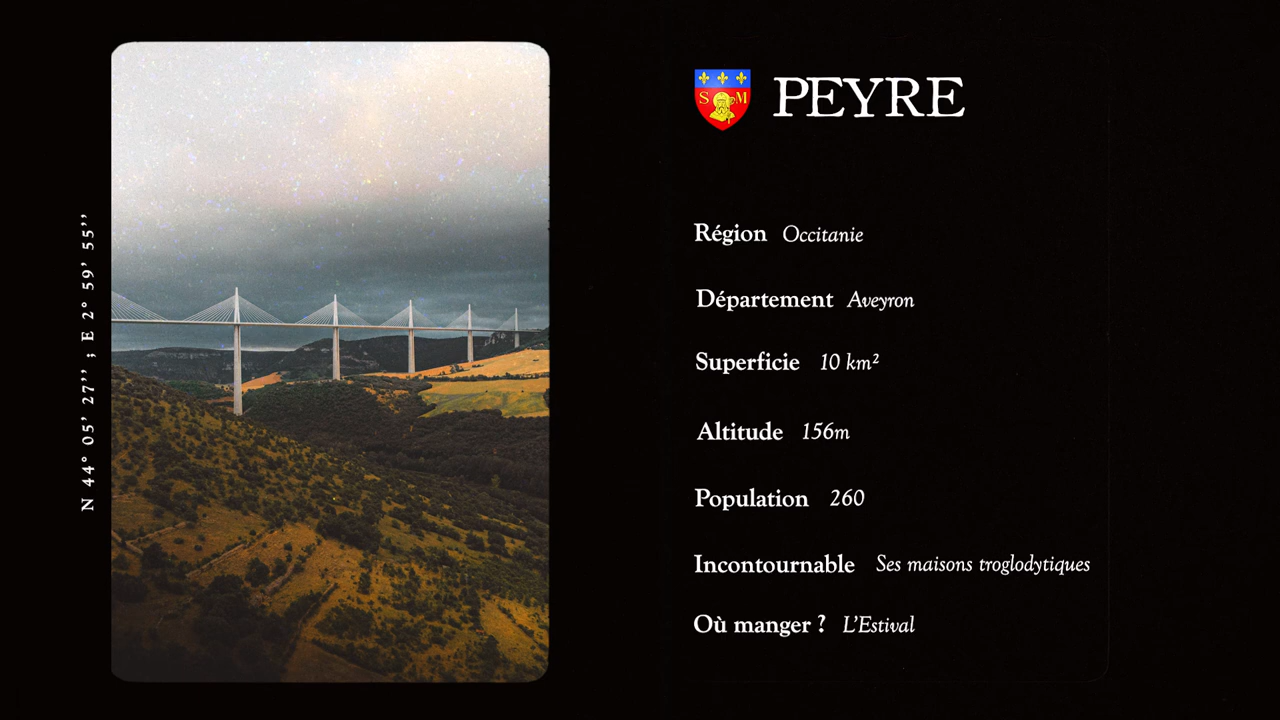 N 44° 05’ 27’’ ; E 2° 59’ 55’’
S M
PEYRE
Région Occitanie
Département Aveyron
Superficie 10 km²
Altitude 156m
Population 260
Incontournable Ses maisons troglodytiques
Où manger ? L’Estival